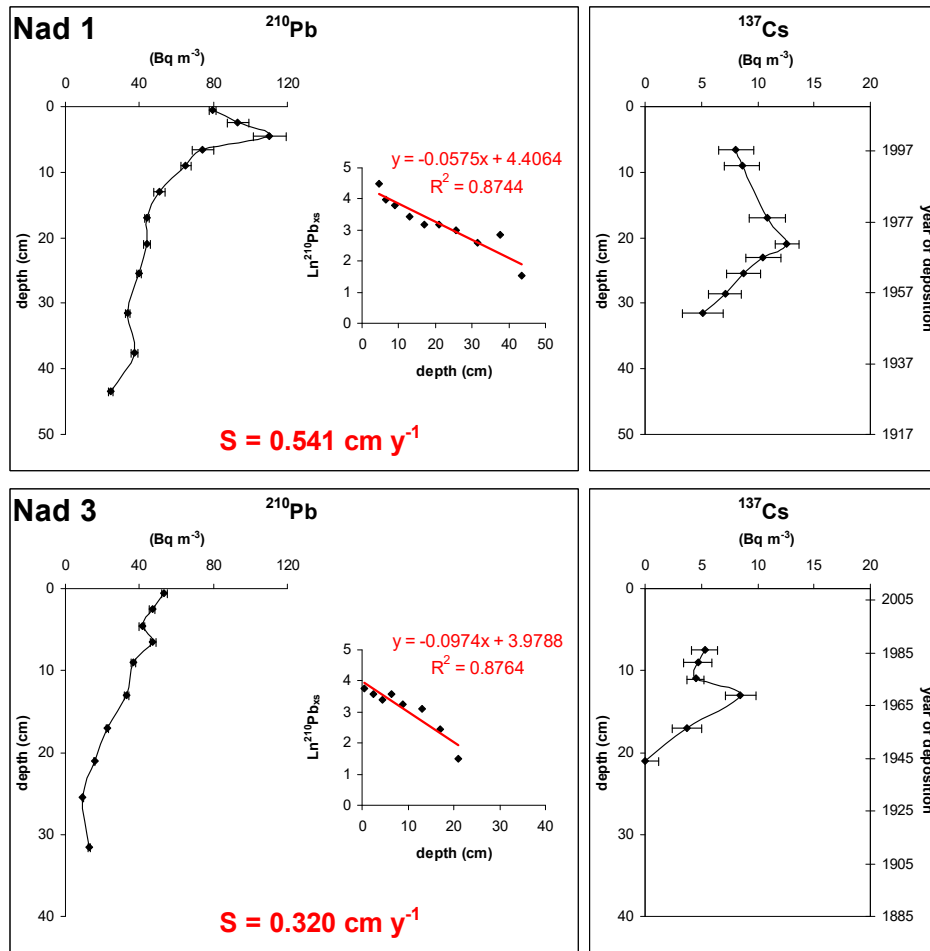 Nad 1
²¹⁰Pb
(Bq m⁻³)
0 40 80 120
0
10
20
30
40
50
depth (cm)
y = -0.0575x + 4.4064
R² = 0.8744
5
4
3
2
1
0
Ln²¹⁰Pbₓₛ
0 10 20 30 40 50
depth (cm)
S = 0.541 cm y⁻¹
¹³⁷Cs
(Bq m⁻³)
0 5 10 15 20
0
10
20
30
40
50
depth (cm)
1997
1977
1957
1937
1917
year of deposition
Nad 3
²¹⁰Pb
(Bq m⁻³)
0 40 80 120
0
10
20
30
40
depth (cm)
y = -0.0974x + 3.9788
R² = 0.8764
5
4
3
2
1
0
Ln²¹⁰Pbₓₛ
0 10 20 30 40
depth (cm)
S = 0.320 cm y⁻¹
¹³⁷Cs
(Bq m⁻³)
0 5 10 15 20
0
10
20
30
40
depth (cm)
2005
1985
1965
1945
1925
1905
1885
year of deposition